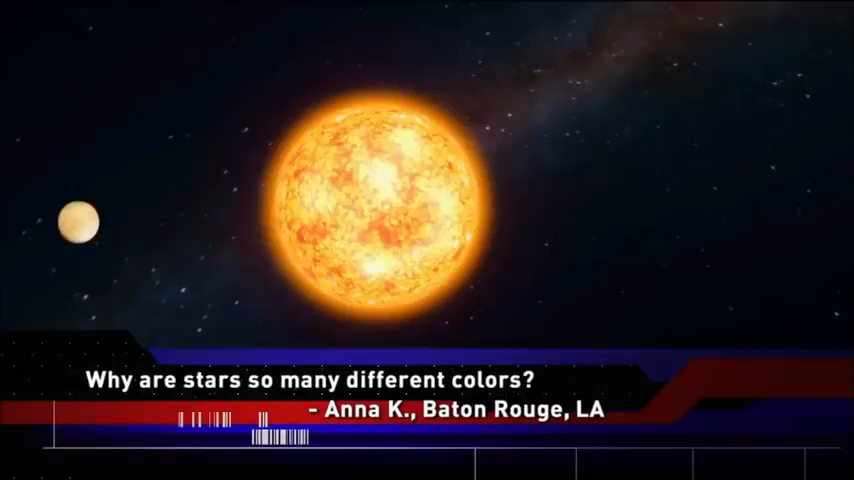 Why are stars so many different colors?
- Anna K., Baton Rouge, LA